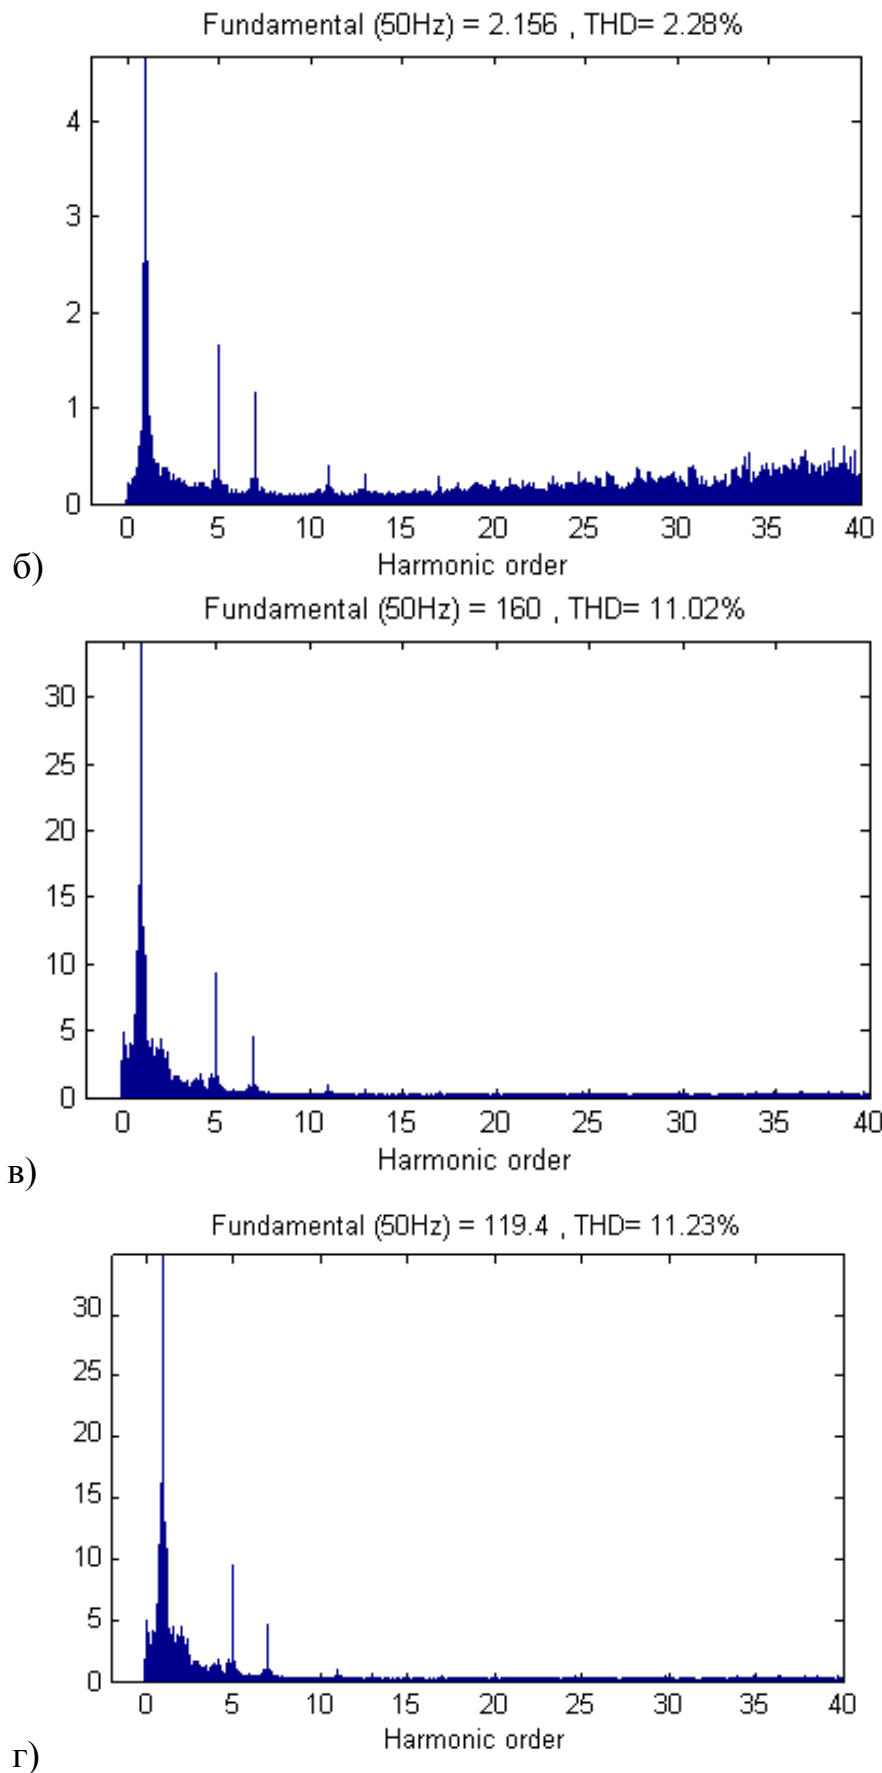 Fundamental (50Hz) = 2.156 , THD= 2.28%
4
3
2
1
0
0 5 10 15 20 25 30 35 40
Harmonic order
б)
Fundamental (50Hz) = 160 , THD= 11.02%
30
25
20
15
10
5
0
0 5 10 15 20 25 30 35 40
Harmonic order
в)
Fundamental (50Hz) = 119.4 , THD= 11.23%
30
25
20
15
10
5
0
0 5 10 15 20 25 30 35 40
Harmonic order
г)